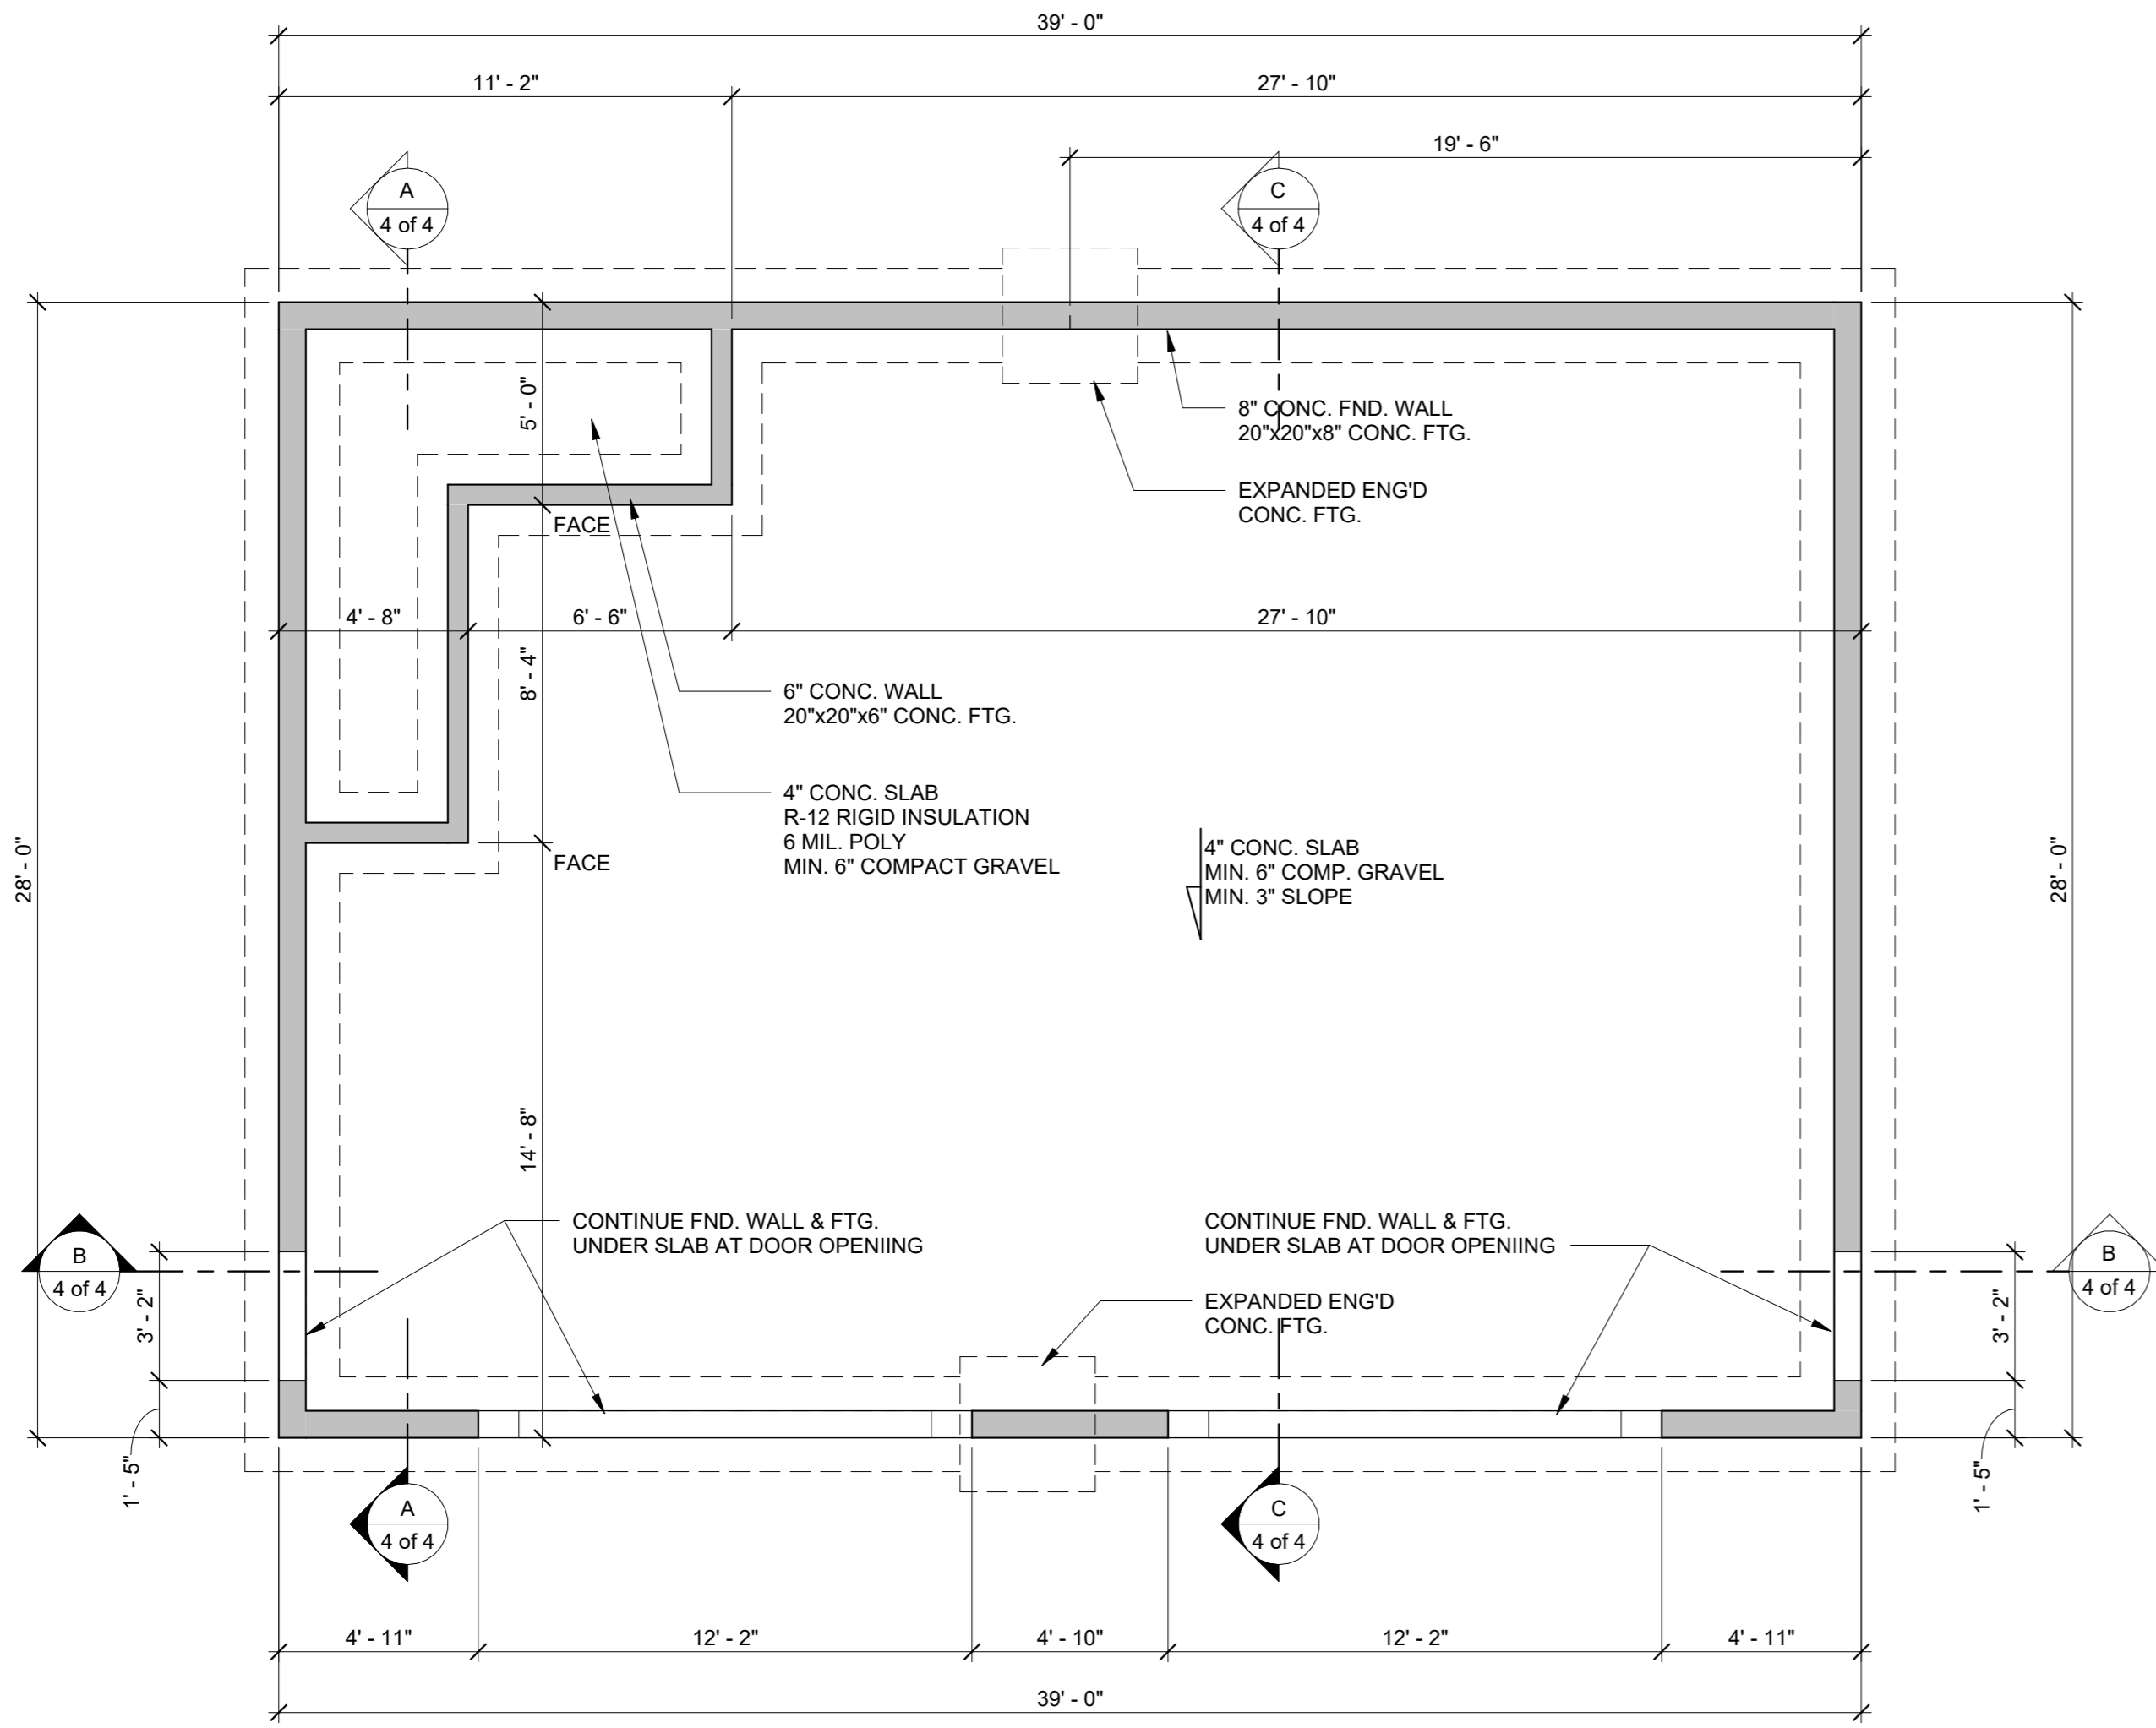 39' - 0"
11' - 2"
27' - 10"
19' - 6"
A
4 of 4
C
4 of 4
5' - 0"
8" CONC. FND. WALL
20"x20"x8" CONC. FTG.
EXPANDED ENG'D
CONC. FTG.
FACE
4' - 8"
6' - 6"
27' - 10"
8' - 4"
6" CONC. WALL
20"x20"x6" CONC. FTG.
4" CONC. SLAB
R-12 RIGID INSULATION
6 MIL. POLY
MIN. 6" COMPACT GRAVEL
4" CONC. SLAB
MIN. 6" COMP. GRAVEL
MIN. 3" SLOPE
FACE
28' - 0"
28' - 0"
14' - 8"
CONTINUE FND. WALL & FTG.
UNDER SLAB AT DOOR OPENIING
CONTINUE FND. WALL & FTG.
UNDER SLAB AT DOOR OPENIING
B
4 of 4
B
4 of 4
3' - 2"
3' - 2"
EXPANDED ENG'D
CONC. FTG.
1' - 5"
1' - 5"
A
4 of 4
C
4 of 4
4' - 11"
12' - 2"
4' - 10"
12' - 2"
4' - 11"
39' - 0"